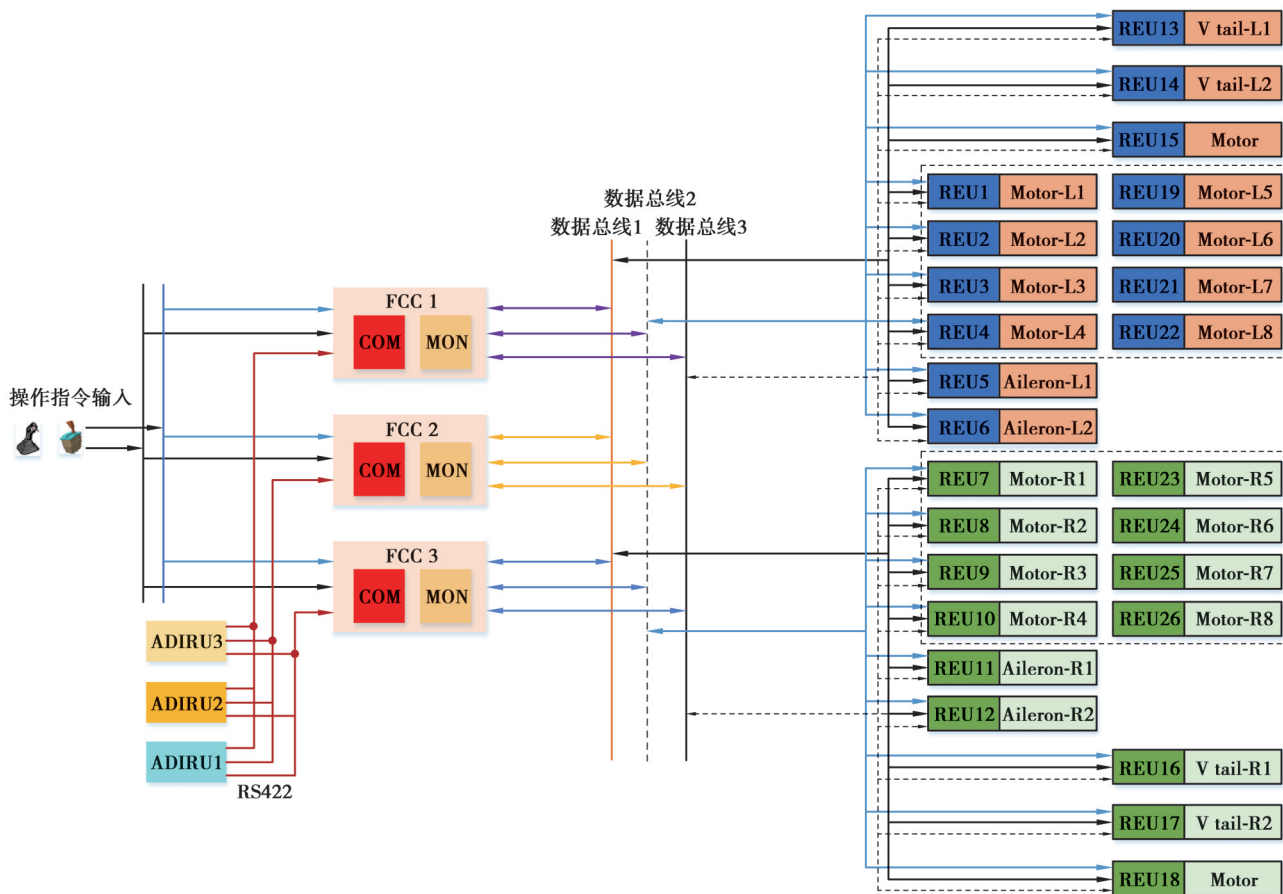 操作指令输入
FCC 1
COM MON
FCC 2
COM MON
FCC 3
COM MON
ADIRU3
ADIRU2
ADIRU1
RS422
数据总线2
数据总线1 数据总线3
REU13 V tail-L1
REU14 V tail-L2
REU15 Motor
REU1 Motor-L1 REU19 Motor-L5
REU2 Motor-L2 REU20 Motor-L6
REU3 Motor-L3 REU21 Motor-L7
REU4 Motor-L4 REU22 Motor-L8
REU5 Aileron-L1
REU6 Aileron-L2
REU7 Motor-R1 REU23 Motor-R5
REU8 Motor-R2 REU24 Motor-R6
REU9 Motor-R3 REU25 Motor-R7
REU10 Motor-R4 REU26 Motor-R8
REU11 Aileron-R1
REU12 Aileron-R2
REU16 V tail-R1
REU17 V tail-R2
REU18 Motor